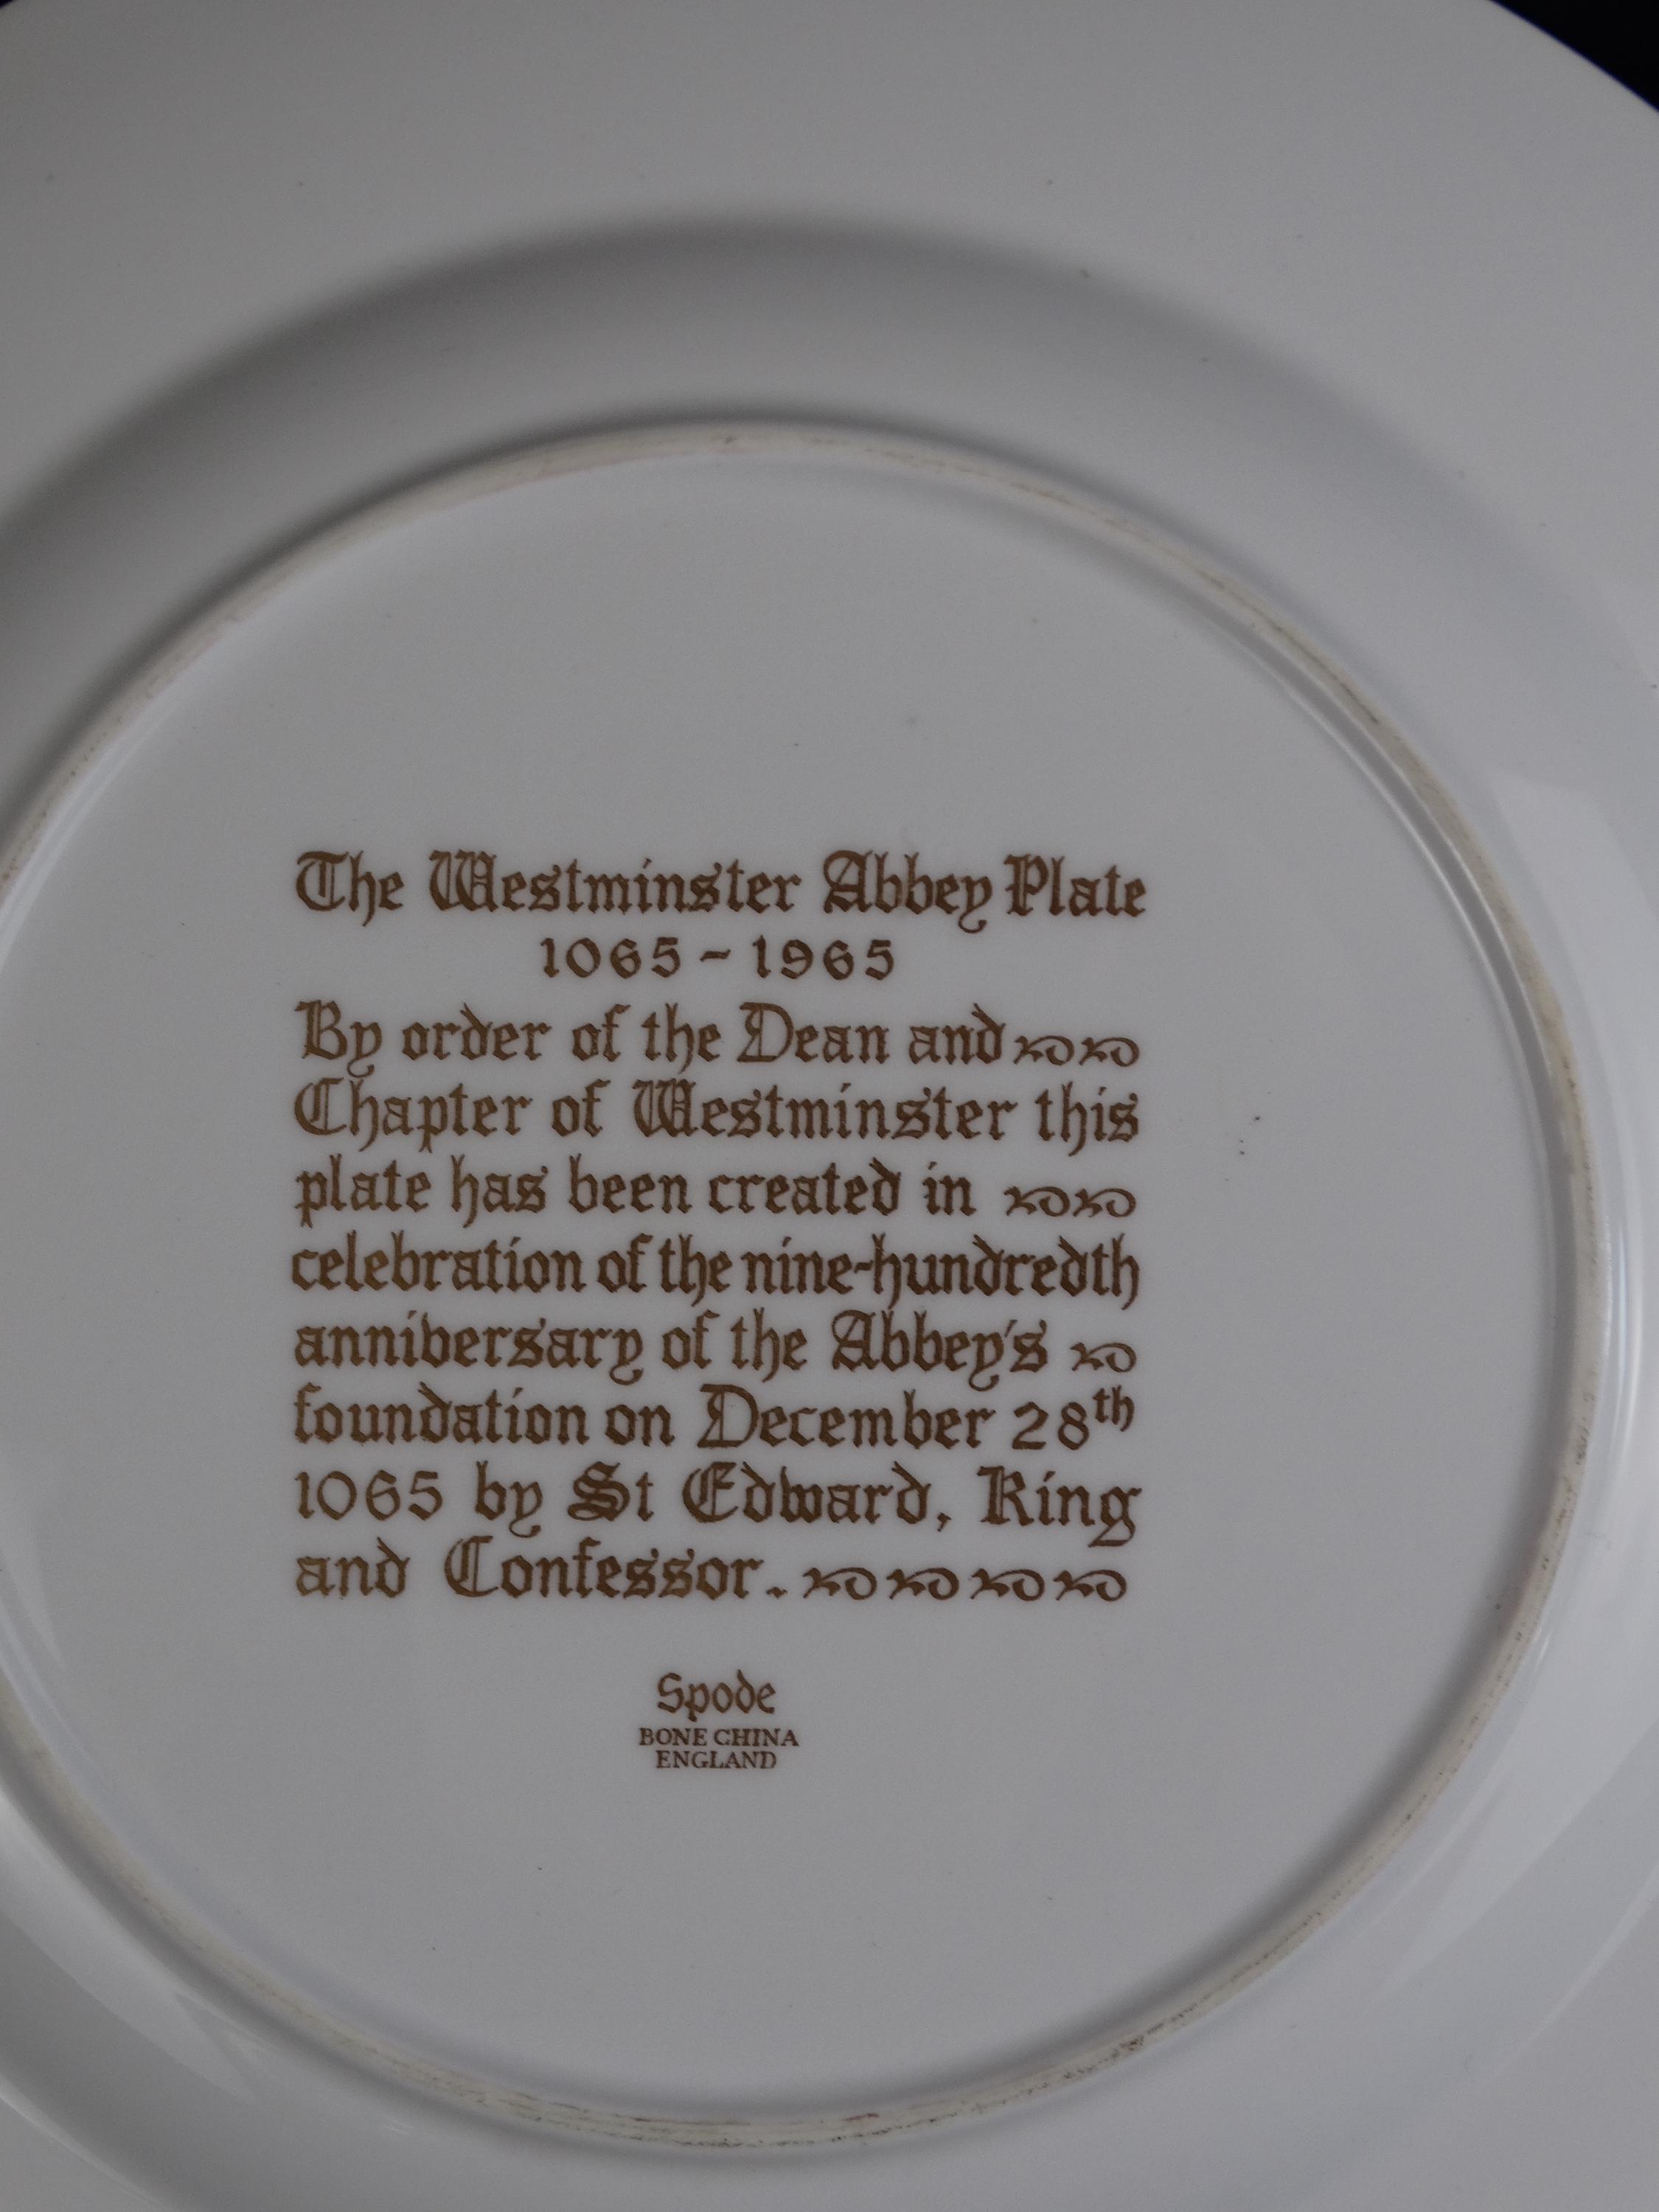 The Westminster Abbey Plate
1065 - 1965
By order of the Dean and
Chapter of Westminster this
plate has been created in
celebration of the nine-hundredth
anniversary of the Abbey's
foundation on December 28th
1065 by St Edward, King
and Confessor.
Spode
BONE CHINA
ENGLAND